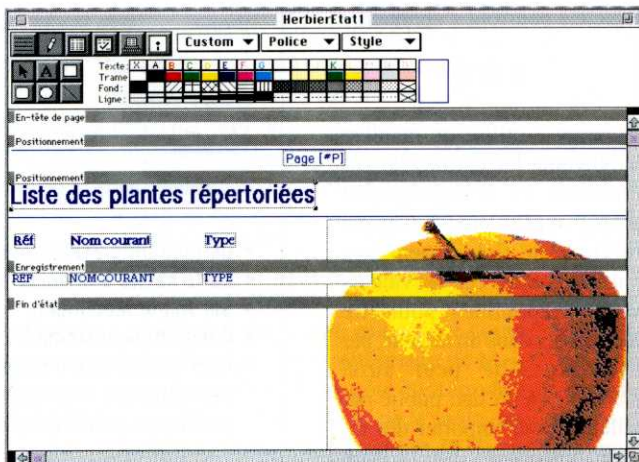 HerbierEtat1
Custom Police Style
Texte: X A B C D E F G K
Trame
Fond:
Ligne:
En-tête de page
Positionnement
Page [#P]
Positionnement
Liste des plantes répertoriées
Réf Nom courant Type
Enregistrement
REF NOMCOURANT TYPE
Fin d'état